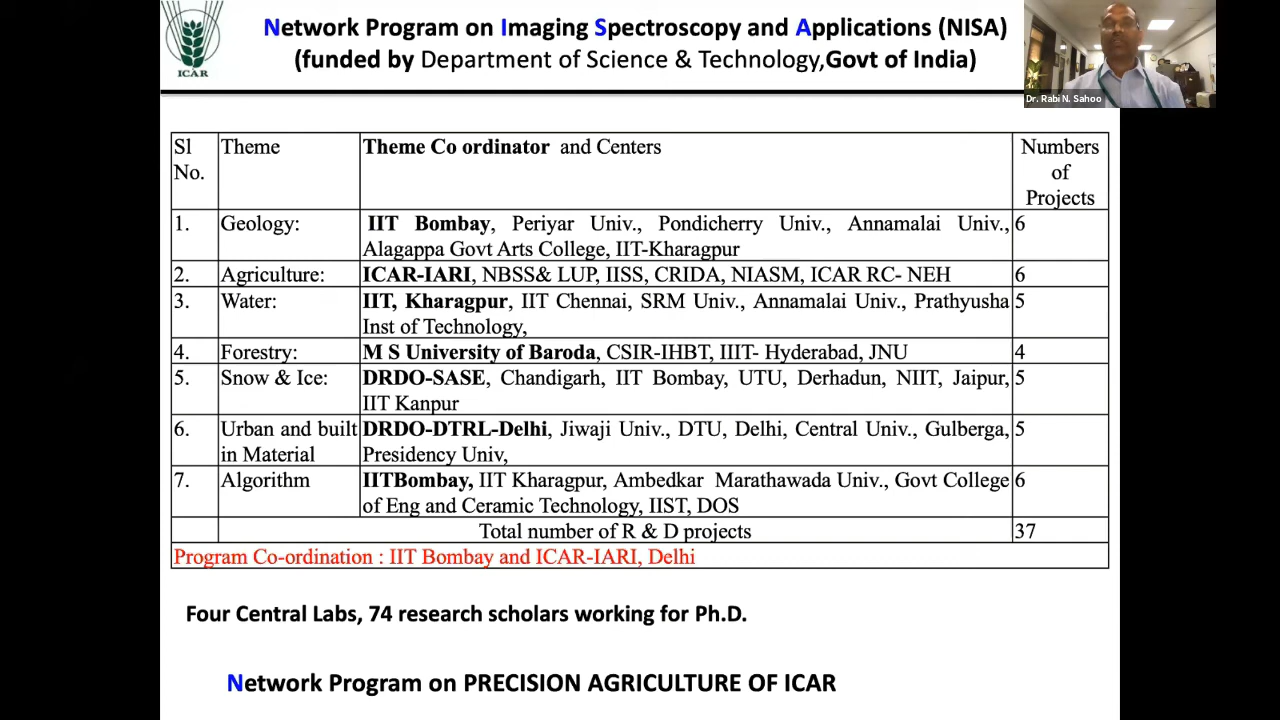 Network Program on Imaging Spectroscopy and Applications (NISA)
(funded by Department of Science & Technology,Govt of India)
ICAR
Dr. Rabi N. Sahoo
Sl No. Theme Theme Co ordinator and Centers Numbers of Projects
1. Geology: IIT Bombay, Periyar Univ., Pondicherry Univ., Annamalai Univ., 6
Alagappa Govt Arts College, IIT-Kharagpur
2. Agriculture: ICAR-IARI, NBSS& LUP, IISS, CRIDA, NIASM, ICAR RC- NEH 6
3. Water: IIT, Kharagpur, IIT Chennai, SRM Univ., Annamalai Univ., Prathyusha 5
Inst of Technology,
4. Forestry: M S University of Baroda, CSIR-IHBT, IIIT- Hyderabad, JNU 4
5. Snow & Ice: DRDO-SASE, Chandigarh, IIT Bombay, UTU, Derhadun, NIIT, Jaipur, 5
IIT Kanpur
6. Urban and built DRDO-DTRL-Delhi, Jiwaji Univ., DTU, Delhi, Central Univ., Gulberga, 5
in Material Presidency Univ,
7. Algorithm IITBombay, IIT Kharagpur, Ambedkar Marathawada Univ., Govt College 6
of Eng and Ceramic Technology, IIST, DOS
Total number of R & D projects 37
Program Co-ordination : IIT Bombay and ICAR-IARI, Delhi
Four Central Labs, 74 research scholars working for Ph.D.
Network Program on PRECISION AGRICULTURE OF ICAR